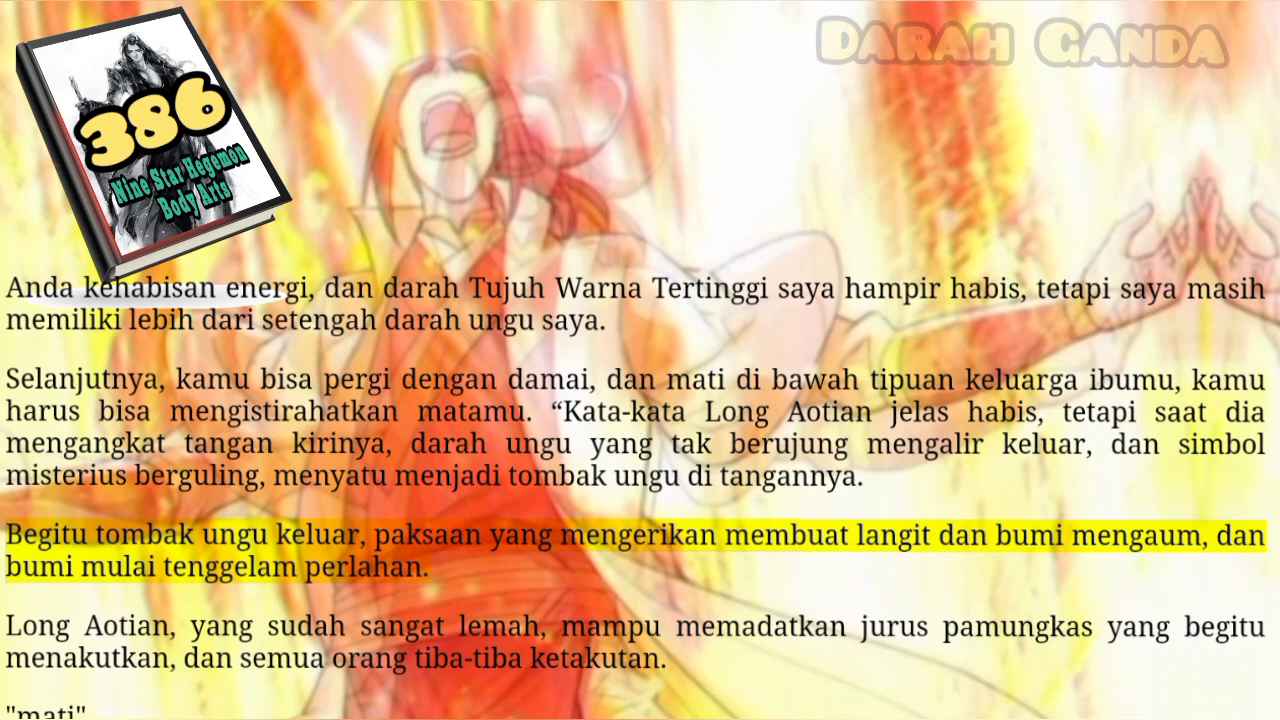 DARAH GANDA
386
Nine Star Hegemon
Body Arts
Anda kehabisan energi, dan darah Tujuh Warna Tertinggi saya hampir habis, tetapi saya masih
memiliki lebih dari setengah darah ungu saya.
Selanjutnya, kamu bisa pergi dengan damai, dan mati di bawah tipuan keluarga ibumu, kamu
harus bisa mengistirahatkan matamu. “Kata-kata Long Aotian jelas habis, tetapi saat dia
mengangkat tangan kirinya, darah ungu yang tak berujung mengalir keluar, dan simbol
misterius berguling, menyatu menjadi tombak ungu di tangannya.
Begitu tombak ungu keluar, paksaan yang mengerikan membuat langit dan bumi mengaum, dan
bumi mulai tenggelam perlahan.
Long Aotian, yang sudah sangat lemah, mampu memadatkan jurus pamungkas yang begitu
menakutkan, dan semua orang tiba-tiba ketakutan.
"mati"